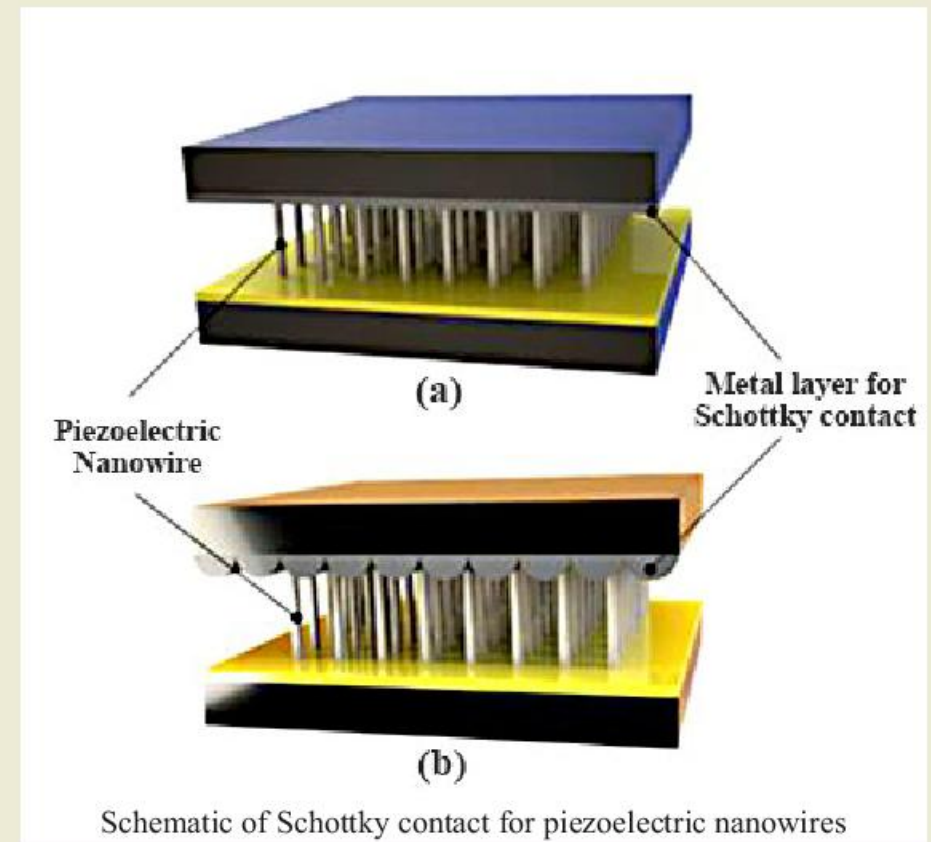 (a)
Metal layer for
Schottky contact
Piezoelectric
Nanowire
(b)
Schematic of Schottky contact for piezoelectric nanowires